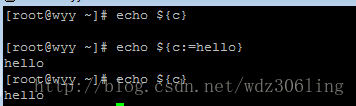 [root@wyy ~]# echo ${c}
[root@wyy ~]# echo ${c:=hello}
hello
[root@wyy ~]# echo ${c}
hello
http://blog.csdn.net/wdz306ling